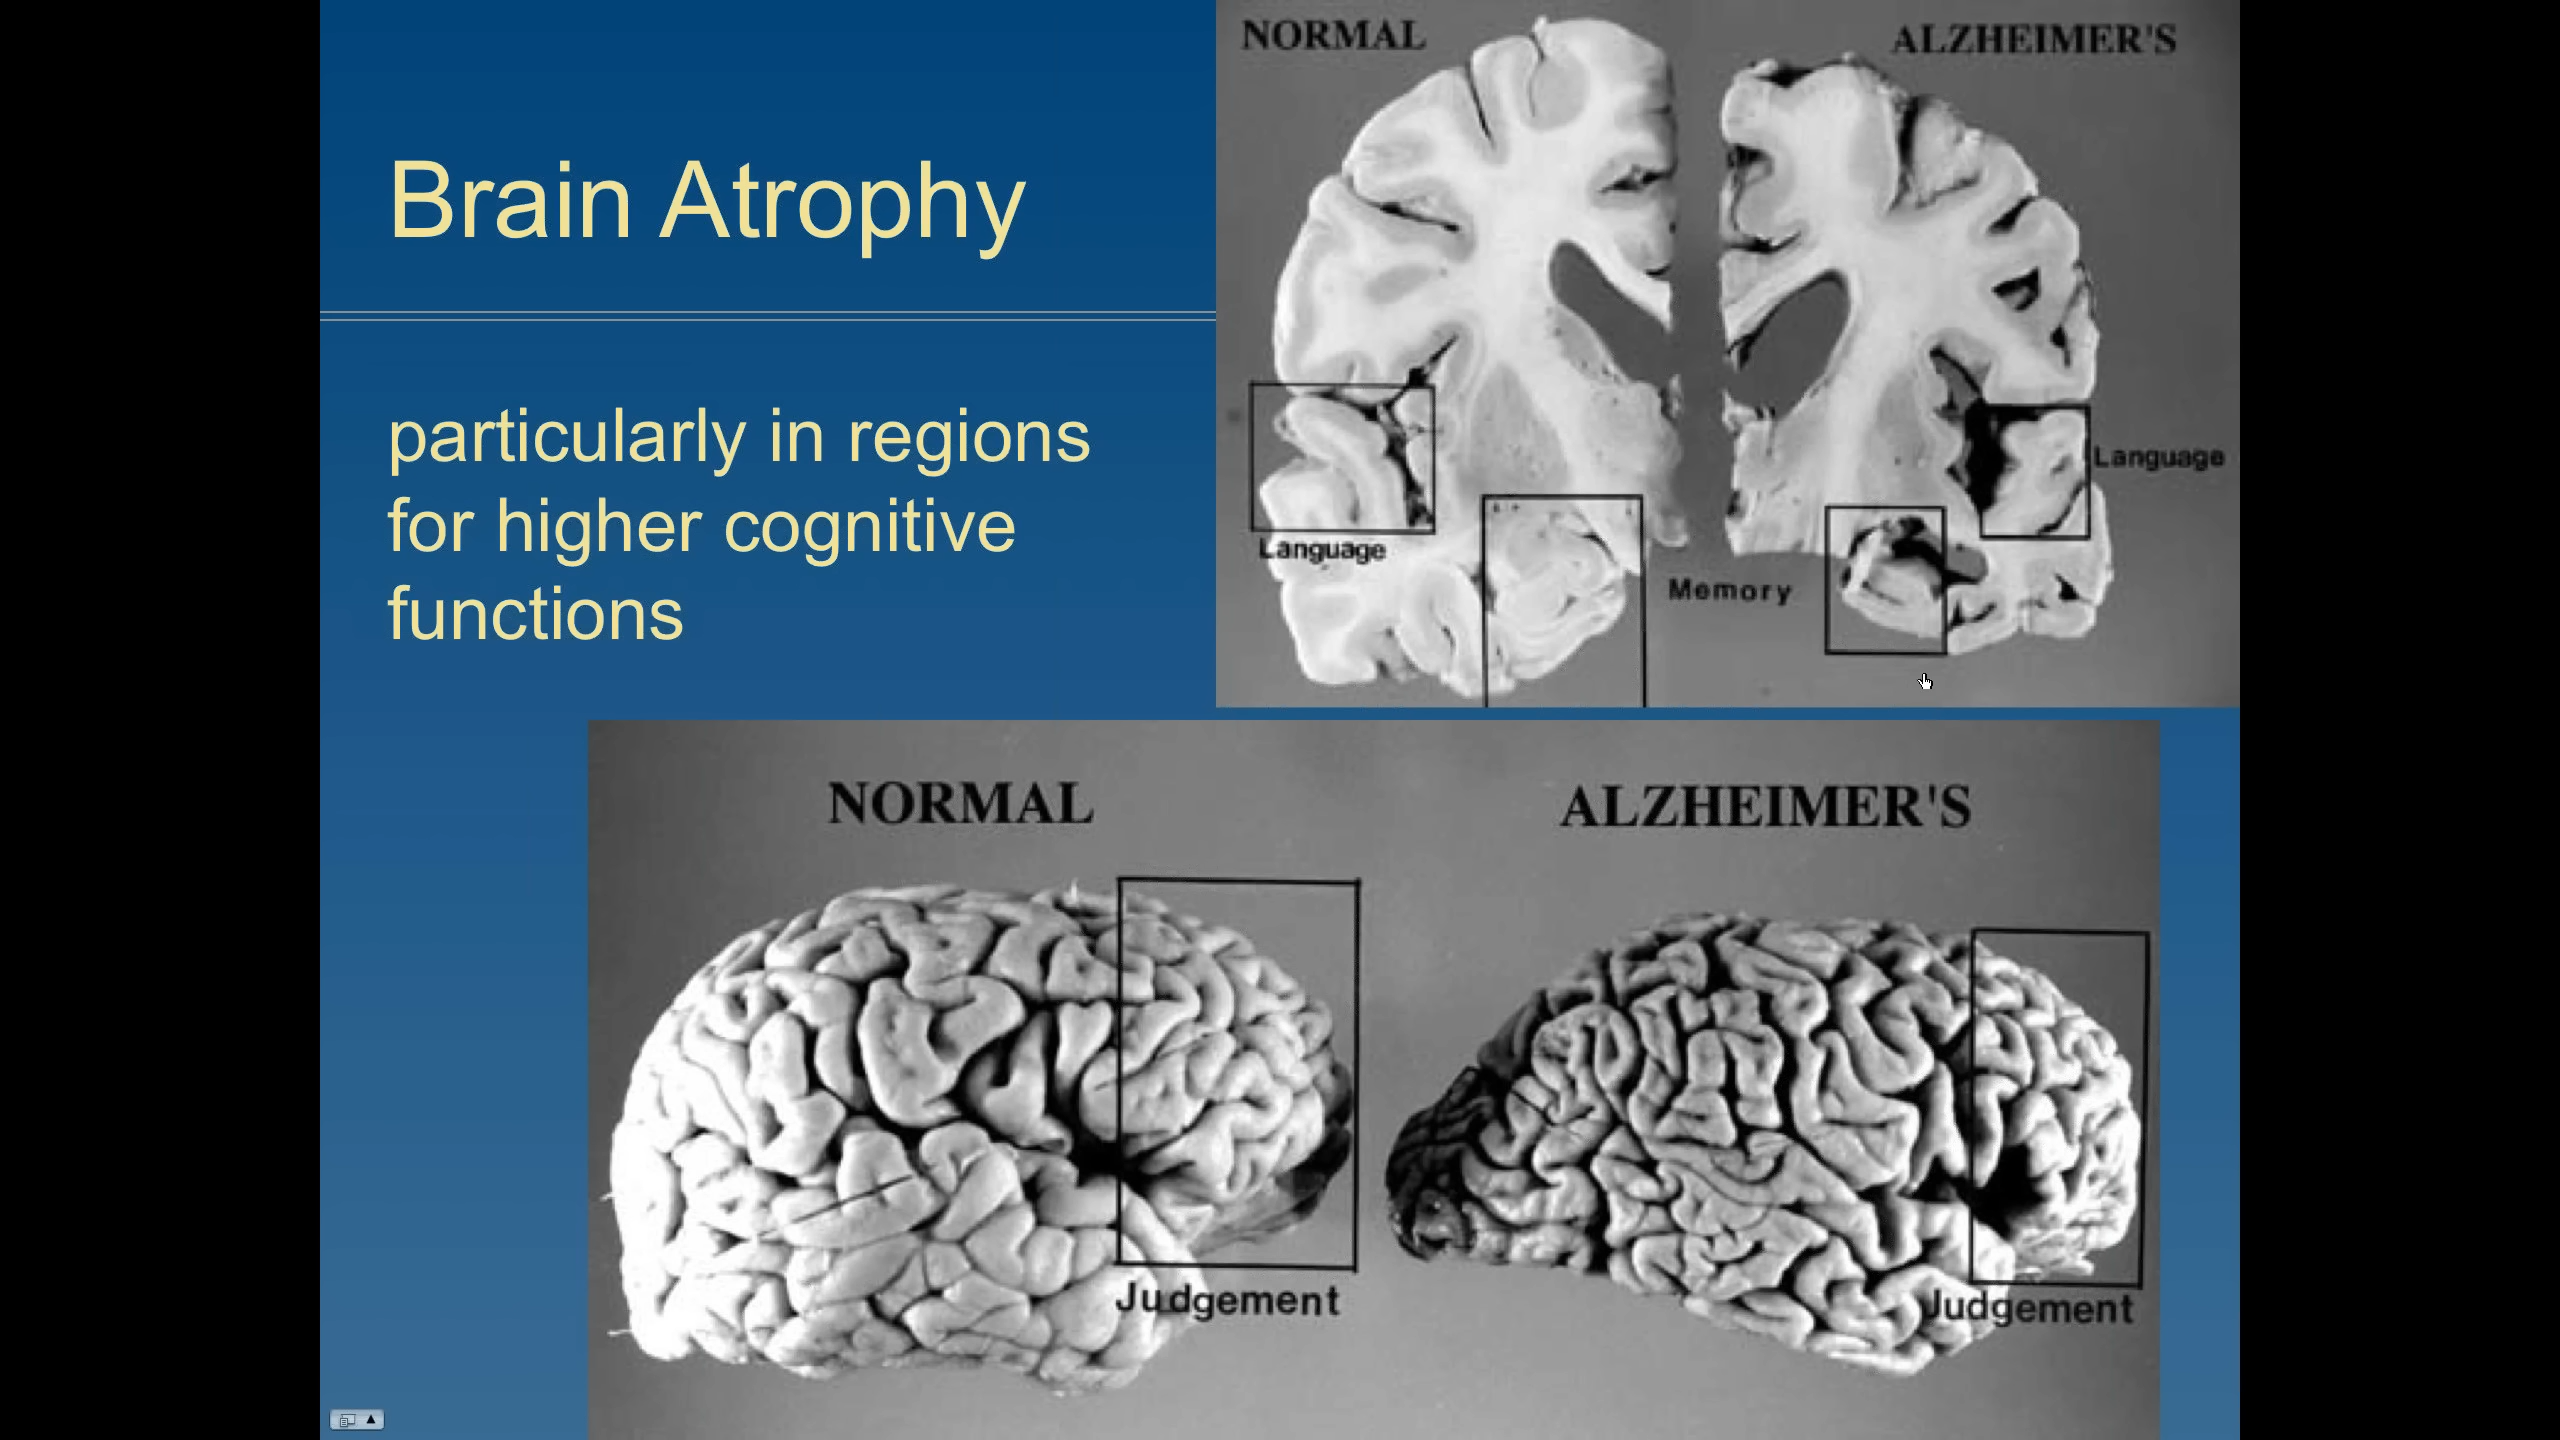 Brain Atrophy
particularly in regions
for higher cognitive
functions
NORMAL
ALZHEIMER'S
Language
Language
Memory
NORMAL
ALZHEIMER'S
Judgement
Judgement